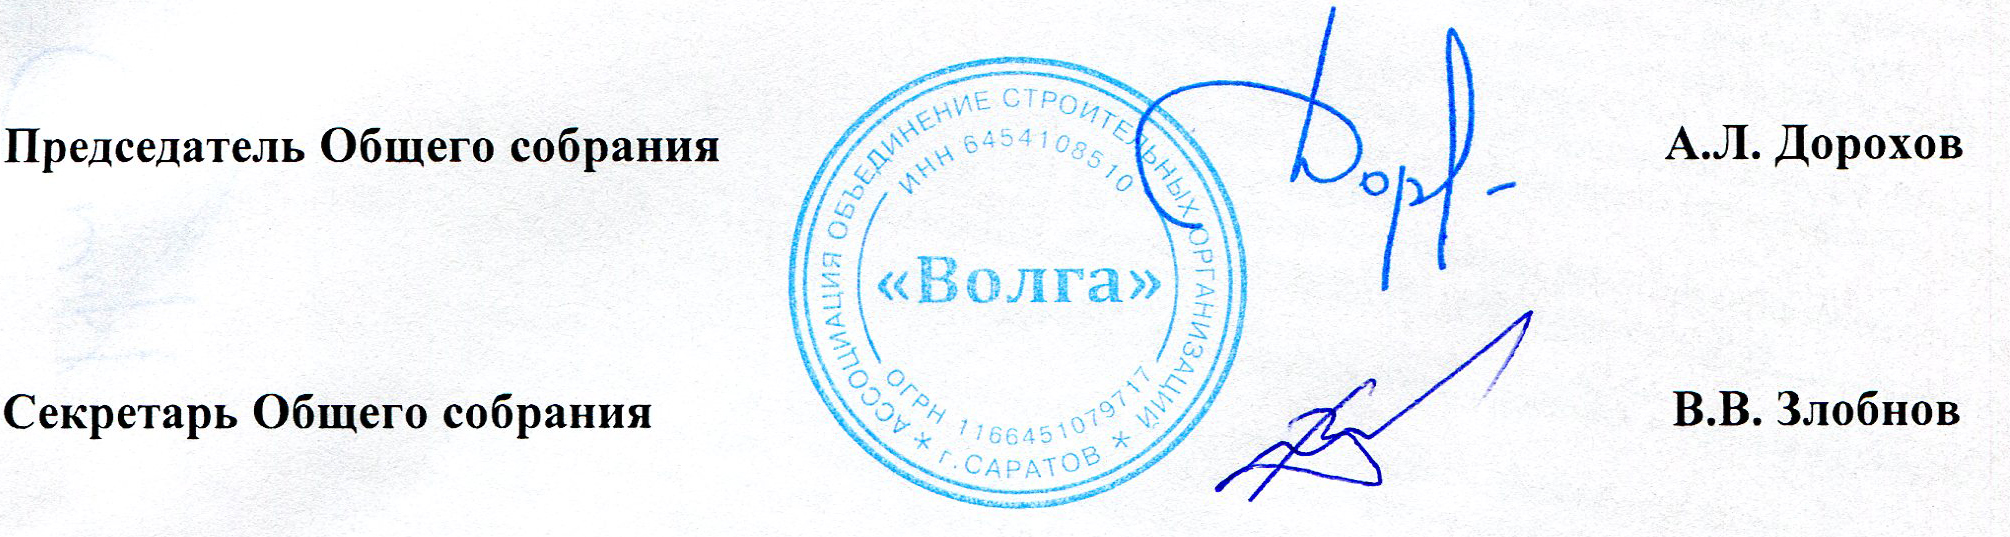 Председатель Общего собрания
А.Л. Дорохов
АССОЦИАЦИЯ ОБЪЕДИНЕНИЕ СТРОИТЕЛЬНЫХ ОРГАНИЗАЦИЙ
ИНН 6454108510
«Волга»
ОГРН 1166451079717
* г. САРАТОВ *
Секретарь Общего собрания
В.В. Злобнов